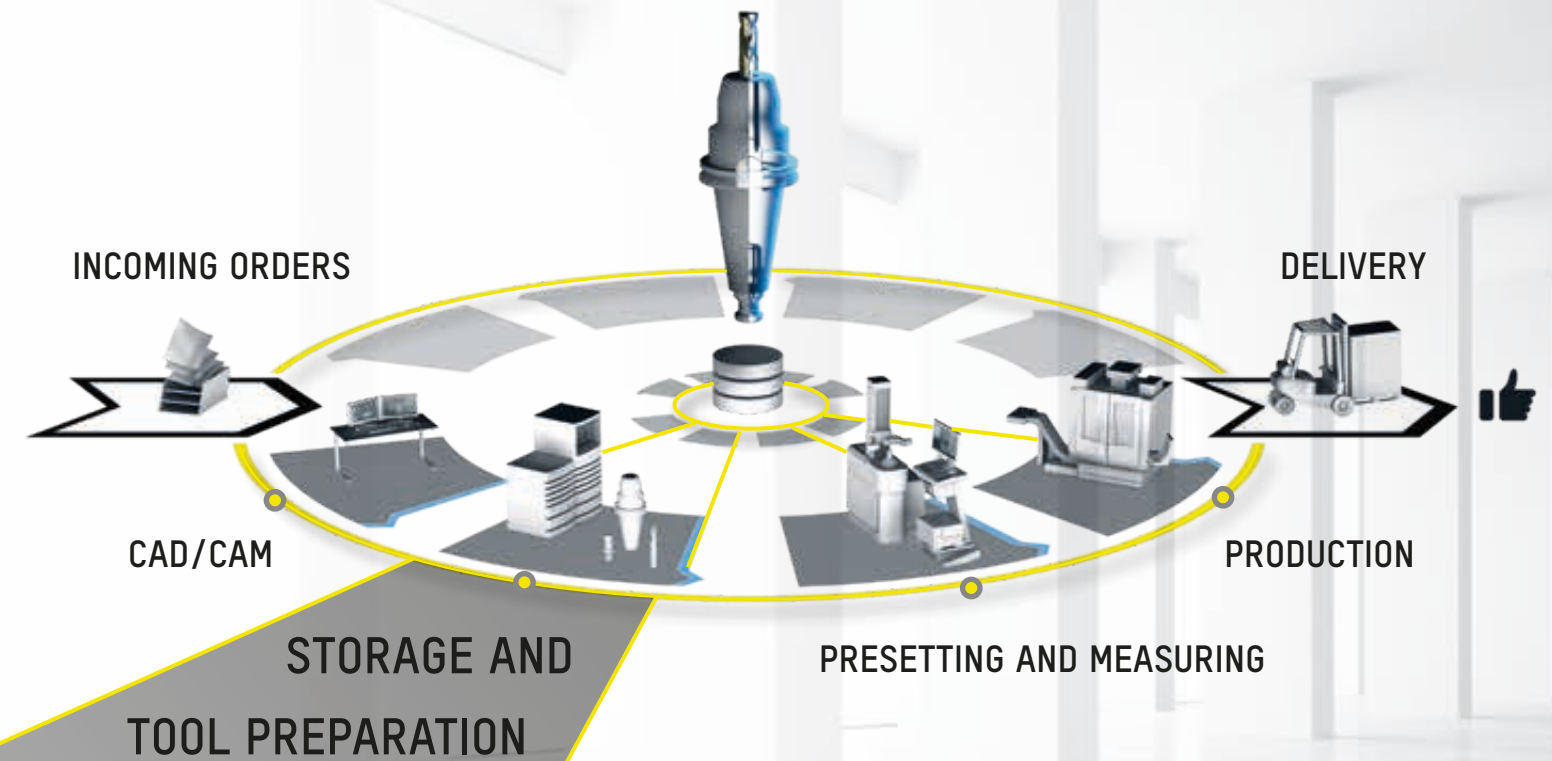 INCOMING ORDERS
DELIVERY
CAD/CAM
PRODUCTION
STORAGE AND
TOOL PREPARATION
PRESETTING AND MEASURING